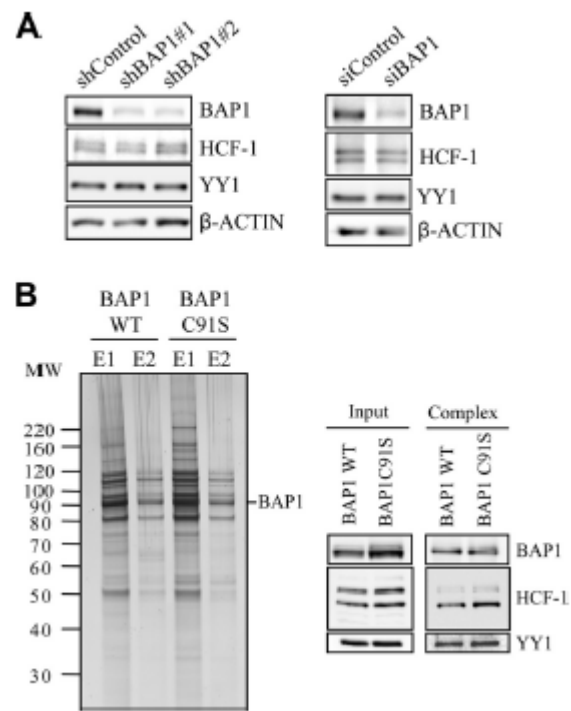 A
shControl
shBAP1#1
shBAP1#2
BAP1
HCF-1
YY1
β-ACTIN
siControl
siBAP1
BAP1
HCF-1
YY1
β-ACTIN
B
BAP1 BAP1
WT C91S
MW E1 E2 E1 E2
220
160
120
100
90
80
70
60
50
40
30
BAP1
Input Complex
BAP1 WT
BAP1C91S
BAP1 WT
BAP1 C91S
BAP1
HCF-1
YY1